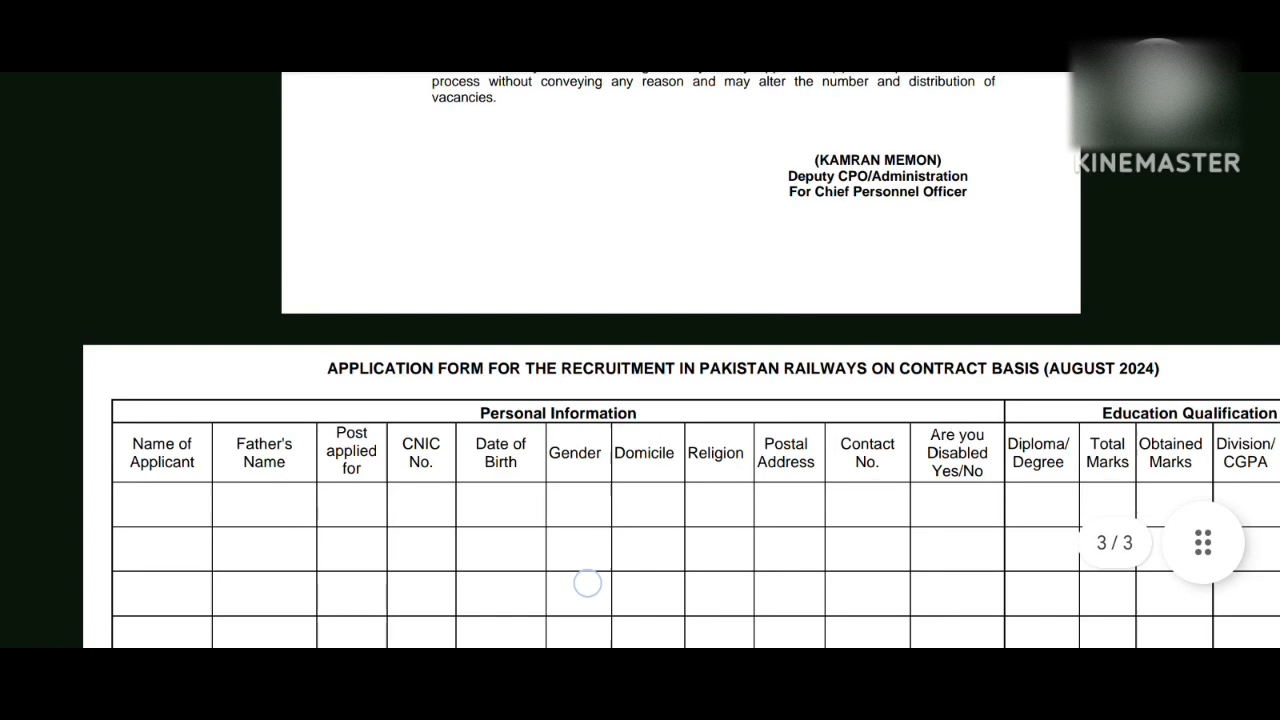 process without conveying any reason and may alter the number and distribution of
vacancies.
KINEMASTER
(KAMRAN MEMON)
Deputy CPO/Administration
For Chief Personnel Officer
APPLICATION FORM FOR THE RECRUITMENT IN PAKISTAN RAILWAYS ON CONTRACT BASIS (AUGUST 2024)
Personal Information
Education Qualification
Name of
Applicant
Father's
Name
Post
applied
for
CNIC
No.
Date of
Birth
Gender
Domicile
Religion
Postal
Address
Contact
No.
Are you
Disabled
Yes/No
Diploma/
Degree
Total
Marks
Obtained
Marks
Division/
CGPA
3 / 3